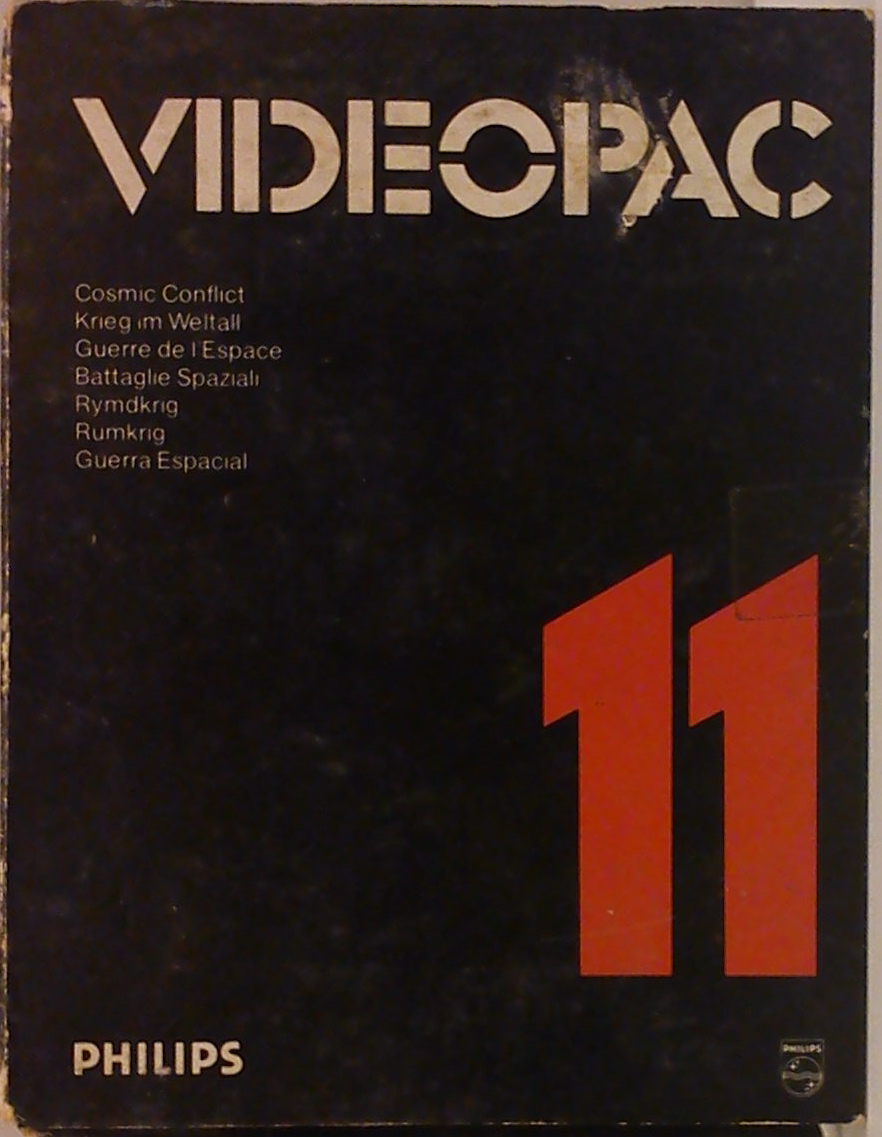 VIDEOPAC
Cosmic Conflict
Krieg im Weltall
Guerre de l'Espace
Battaglie Spaziali
Rymdkrig
Rumkrig
Guerra Espacial
11
PHILIPS
PHILIPS